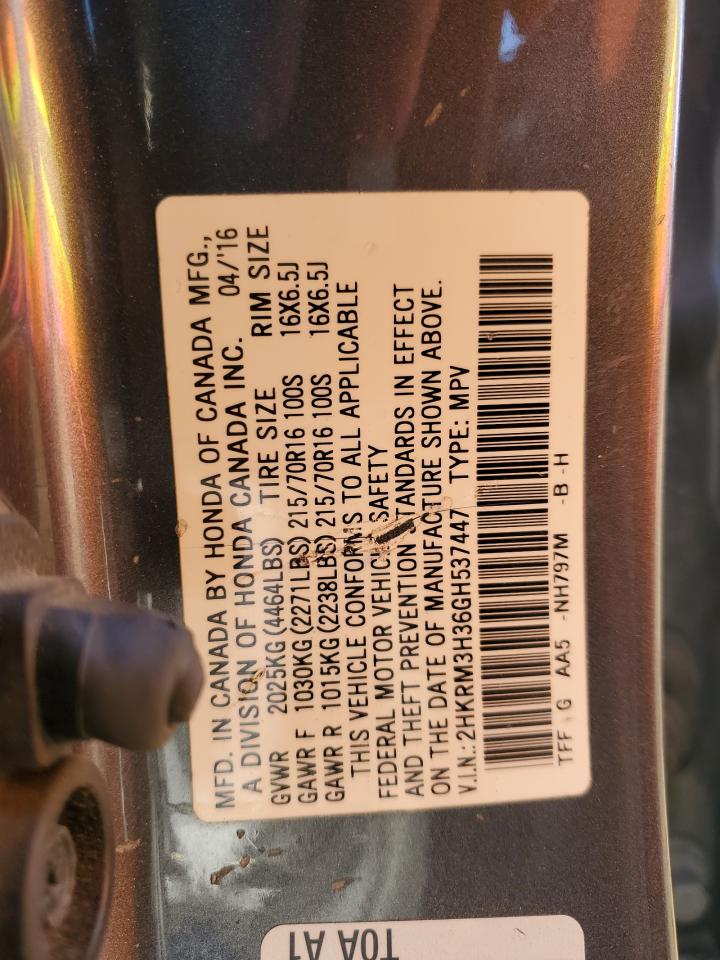 MFD. IN CANADA BY HONDA OF CANADA MFG.,
A DIVISION OF HONDA CANADA INC. 04/'16
GVWR 2025KG(4464LBS) TIRE SIZE RIM SIZE
GAWR F 1030KG(2271LBS) 215/70R16 100S 16X6.5J
GAWR R 1015KG(2238LBS) 215/70R16 100S 16X6.5J
THIS VEHICLE CONFORMS TO ALL APPLICABLE
FEDERAL MOTOR VEHICLE SAFETY
AND THEFT PREVENTION STANDARDS IN EFFECT
ON THE DATE OF MANUFACTURE SHOWN ABOVE.
V.I.N.: 2HKRM3H36GH537447 TYPE: MPV
TFF G AA5 -NH797M -B -H
T0A A1